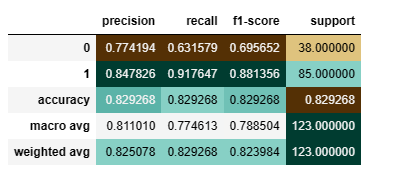 precision recall f1-score support
0 0.774194 0.631579 0.695652 38.000000
1 0.847826 0.917647 0.881356 85.000000
accuracy 0.829268 0.829268 0.829268 0.829268
macro avg 0.811010 0.774613 0.788504 123.000000
weighted avg 0.825078 0.829268 0.823984 123.000000